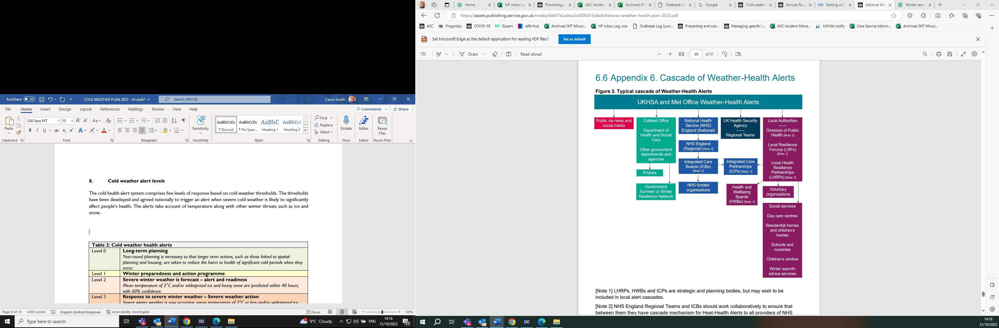 AutoSave Off
COLD WEATHER PLAN 2023 - 24 draft1
Search (Alt+Q)
Carrie Smith
File Home Insert Draw Design Layout References Mailings Review View Help
Comments Share
Paste
Gill Sans MT 10
Find
Replace
Select
Sensitivity
Dictate
Editor
Reuse Files
¶ Normal ¶ No Spac... Heading 1 Heading 2
Clipboard Font Paragraph Sensitivity Styles Editing Voice Editor Reuse Files
8. Cold weather alert levels
The cold health alert system comprises five levels of response based on cold weather thresholds. The thresholds
have been developed and agreed nationally to trigger an alert when severe cold weather is likely to significantly
affect people's health. The alerts take account of temperature along with other winter threats such as ice and
snow.
Table 2: Cold weather health alerts
Level 0 Long-term planning
Year-round planning is necessary so that longer term actions, such as those linked to spatial
planning and housing, are taken to reduce the harm to health of significant cold periods when they
occur.
Level 1 Winter preparedness and action programme
Level 2 Severe winter weather is forecast – alert and readiness
Mean temperature of 2°C and/or widespread ice and heavy snow are predicted within 48 hours,
with 60% confidence.
Level 3 Response to severe winter weather – Severe weather action
Severe winter weather is now occurring: mean temperature of 2°C or less and/or widespread ice
Page 6 of 15 4303 words English (United Kingdom) Accessibility: Investigate Focus 120%
Type here to search
9°C Cloudy
ENG
14:16
31/10/2023
23
Home
HP Inbox Lo
Preventing a
ASC Inciden
Archived IM
Outbreak Lo
Google
Cold weathe
Annual flu p
Getting a CO
Adverse We
Winter servi
https://assets.publishing.service.gov.uk/media/64b67e2a0ea2cb000d15e4a8/Adverse-weather-health-plan-2023.pdf
ASC Fingertips COVID-19 ELearn elfh Hub Archived IMT Minut... HP Inbox Log .xlsx Outbreak Log (curr... Preventing and con... Managing specific i... ASC Incident Mana... UKHSA notify Care Service Inform... Archived IMT Minut...
Set Microsoft Edge as the default application for reading PDF files? Set as default
Draw Read aloud 49 of 51
6.6 Appendix 6. Cascade of Weather-Health Alerts
Figure 3. Typical cascade of Weather-Health Alerts
UKHSA and Met Office Weather-Health Alerts
Public via news and
social media
Cabinet Office
Department of
Health and Social
Care
Other government
departments and
agencies
Prisons
Government
Summer or Winter
Resilience Network
National Health
Service (NHS)
England (National)
NHS England
(Regional) [Note 2]
Integrated Care
Boards (ICBs)
[Note 2]
NHS funded
organisations
UK Health Security
Agency
------
Regional Teams
Integrated Care
Partnerships
(ICPs) [Note 1]
Local Authorities
------
Directors of Public
Health [Note 3]
Local Resilience
Forums (LRFs)
[Note 1]
Local Health
Resilience
Partnerships
(LHRPs) [Note 1]
Health and
Wellbeing
Boards
(HWBs) [Note 1]
Voluntary
organisations
Social services
Day care centres
Residential homes
and children's
homes
Schools and
nurseries
Children's centres
Winter warmth
advice services
[Note 1] LHRPs, HWBs and ICPs are strategic and planning bodies, but may wish to be
included in local alert cascades.
[Note 2] NHS England Regional Teams and ICBs should work collaboratively to ensure that
between them they have cascade mechanism for Heat-Health Alerts to all providers of NHS
14:16
31/10/2023